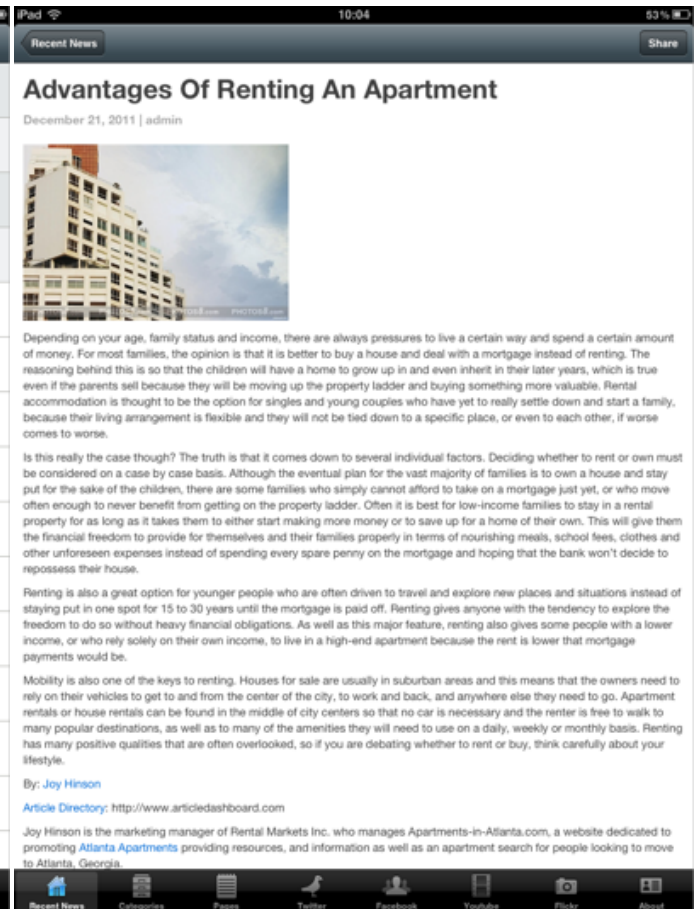 iPad 10:04 53%
Recent News Share
Advantages Of Renting An Apartment
December 21, 2011 | admin
PHOTOS8.com PHOTOS8.com
Depending on your age, family status and income, there are always pressures to live a certain way and spend a certain amount
of money. For most families, the opinion is that it is better to buy a house and deal with a mortgage instead of renting. The
reasoning behind this is so that the children will have a home to grow up in and even inherit in their later years, which is true
even if the parents sell because they will be moving up the property ladder and buying something more valuable. Rental
accommodation is thought to be the option for singles and young couples who have yet to really settle down and start a family,
because their living arrangement is flexible and they will not be tied down to a specific place, or even to each other, if worse
comes to worse.
Is this really the case though? The truth is that it comes down to several individual factors. Deciding whether to rent or own must
be considered on a case by case basis. Although the eventual plan for the vast majority of families is to own a house and stay
put for the sake of the children, there are some families who simply cannot afford to take on a mortgage just yet, or who move
often enough to never benefit from getting on the property ladder. Often it is best for low-income families to stay in a rental
property for as long as it takes them to either start making more money or to save up for a home of their own. This will give them
the financial freedom to provide for themselves and their families properly in terms of nourishing meals, school fees, clothes and
other unforeseen expenses instead of spending every spare penny on the mortgage and hoping that the bank won't decide to
repossess their house.
Renting is also a great option for younger people who are often driven to travel and explore new places and situations instead of
staying put in one spot for 15 to 30 years until the mortgage is paid off. Renting gives anyone with the tendency to explore the
freedom to do so without heavy financial obligations. As well as this major feature, renting also gives some people with a lower
income, or who rely solely on their own income, to live in a high-end apartment because the rent is lower that mortgage
payments would be.
Mobility is also one of the keys to renting. Houses for sale are usually in suburban areas and this means that the owners need to
rely on their vehicles to get to and from the center of the city, to work and back, and anywhere else they need to go. Apartment
rentals or house rentals can be found in the middle of city centers so that no car is necessary and the renter is free to walk to
many popular destinations, as well as to many of the amenities they will need to use on a daily, weekly or monthly basis. Renting
has many positive qualities that are often overlooked, so if you are debating whether to rent or buy, think carefully about your
lifestyle.
By: Joy Hinson
Article Directory: http://www.articledashboard.com
Joy Hinson is the marketing manager of Rental Markets Inc. who manages Apartments-in-Atlanta.com, a website dedicated to
promoting Atlanta Apartments providing resources, and information as well as an apartment search for people looking to move
to Atlanta, Georgia.
Recent News Categories Pages Twitter Facebook Youtube Flickr About